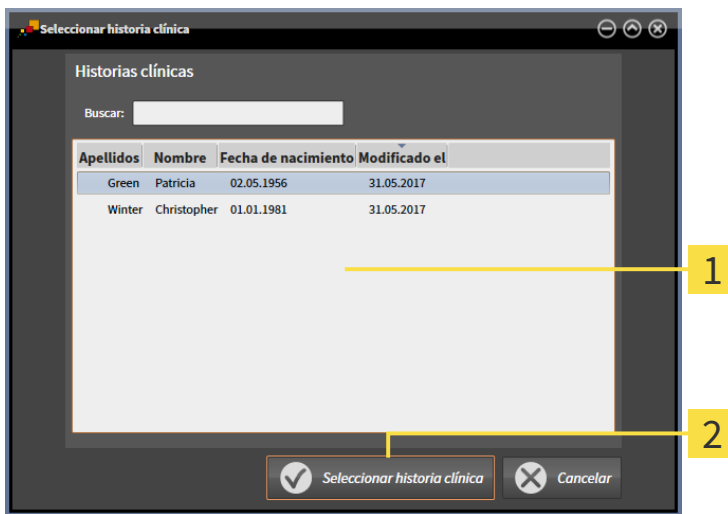 Seleccionar historia clínica
Historias clínicas
Buscar:
Apellidos Nombre Fecha de nacimiento Modificado el
Green Patricia 02.05.1956 31.05.2017
Winter Christopher 01.01.1981 31.05.2017
1
2
Seleccionar historia clínica Cancelar